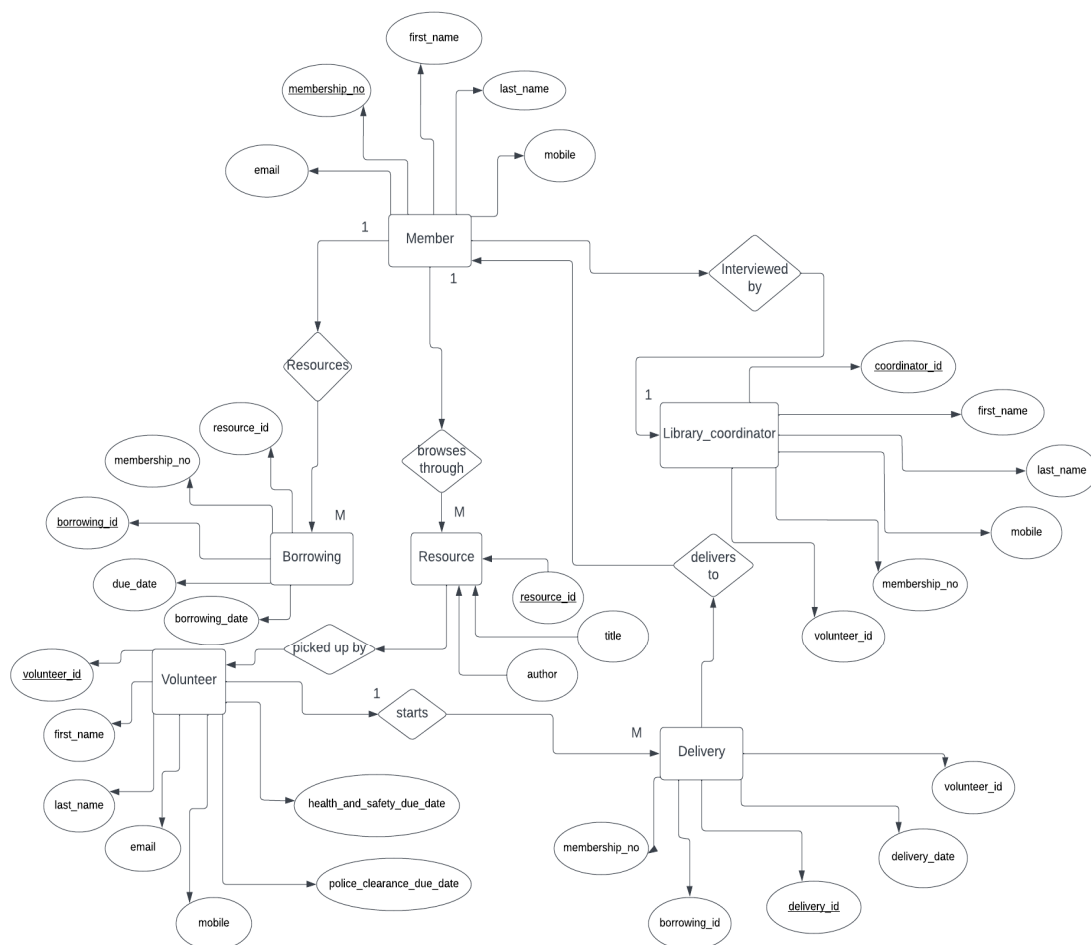 first_name
membership_no
last_name
mobile
email
1
Member
1
Interviewed
by
Resources
coordinator_id
1
first_name
Library_coordinator
resource_id
browses
through
membership_no
last_name
borrowing_id
M
M
mobile
Borrowing
Resource
delivers
to
due_date
resource_id
membership_no
borrowing_date
title
volunteer_id
picked up by
volunteer_id
Volunteer
author
1
starts
first_name
M
Delivery
volunteer_id
last_name
health_and_safety_due_date
email
membership_no
delivery_date
police_clearance_due_date
delivery_id
mobile
borrowing_id